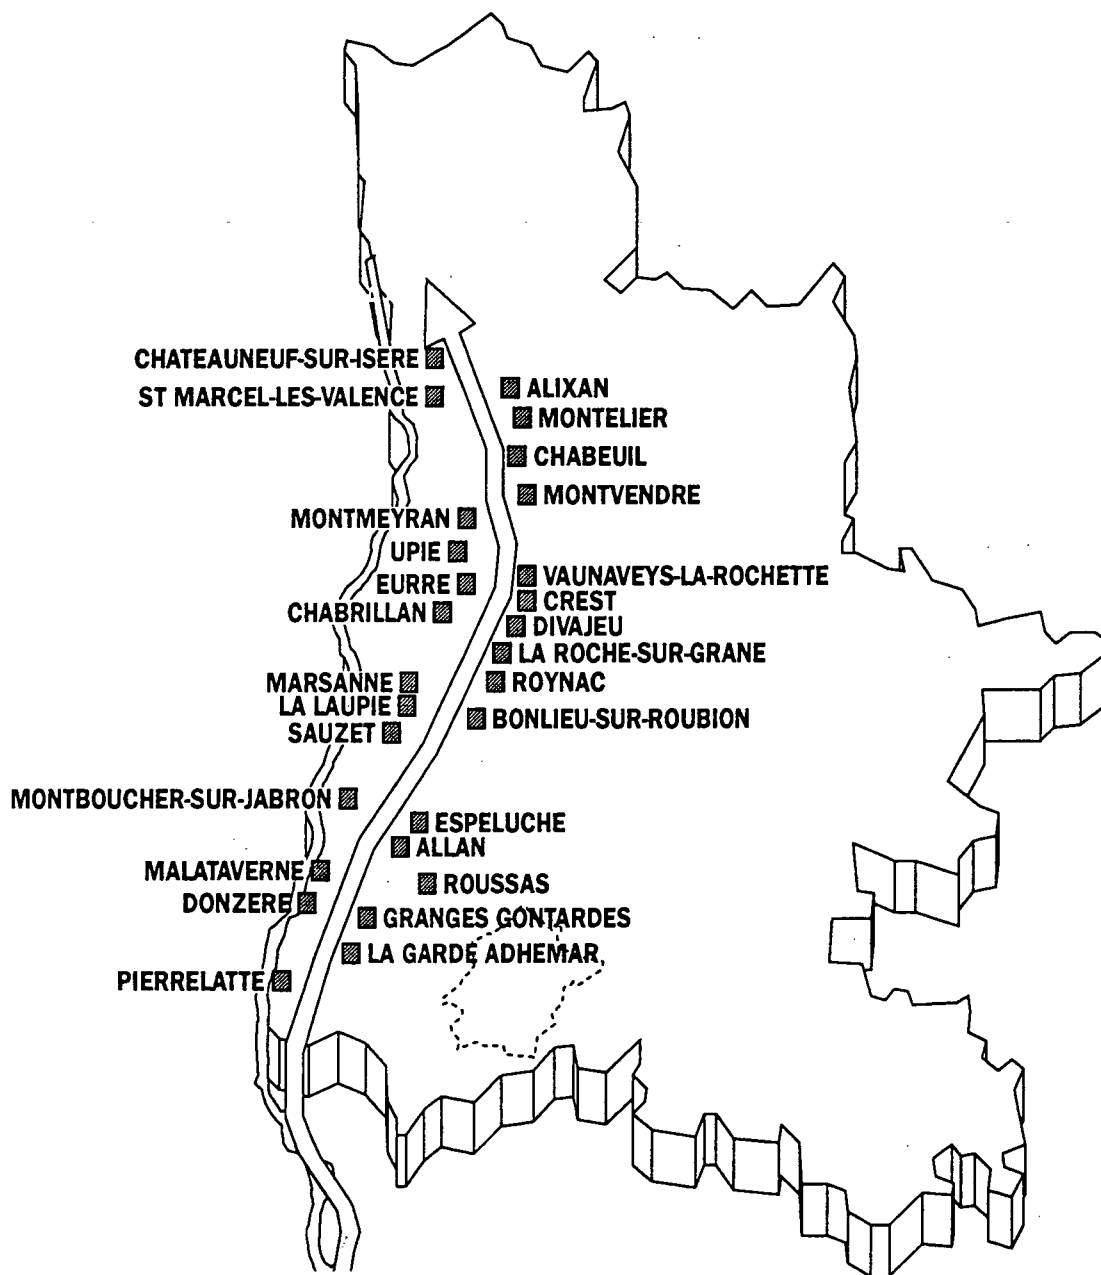 CHATEAUNEUF-SUR-ISERE
ST MARCEL-LES-VALENCE
ALIXAN
MONTELIER
CHABEUIL
MONTVENDRE
MONTMEYRAN
UPIE
EURRE
CHABRILLAN
VAUNAVEYS-LA-ROCHETTE
CREST
DIVAJEU
LA ROCHE-SUR-GRANE
ROYNAC
BONLIEU-SUR-ROUBION
MARSANNE
LA LAUPIE
SAUZET
MONTBOUCHER-SUR-JABRON
ESPELUCHE
ALLAN
MALATAVERNE
ROUSSAS
DONZERE
GRANGES GONTARDES
LA GARDE ADHEMAR
PIERRELATTE